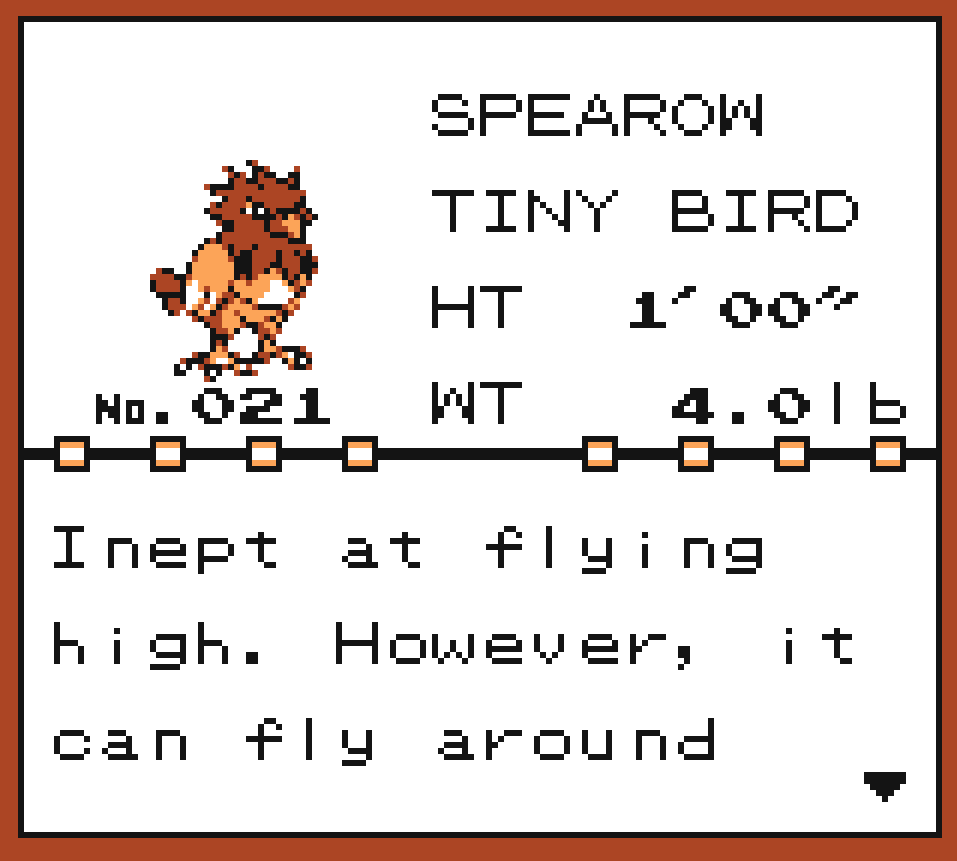 SPEAROW
TINY BIRD
HT 1′00″
WT 4.0lb
No.021
Inept at flying
high. However, it
can fly around